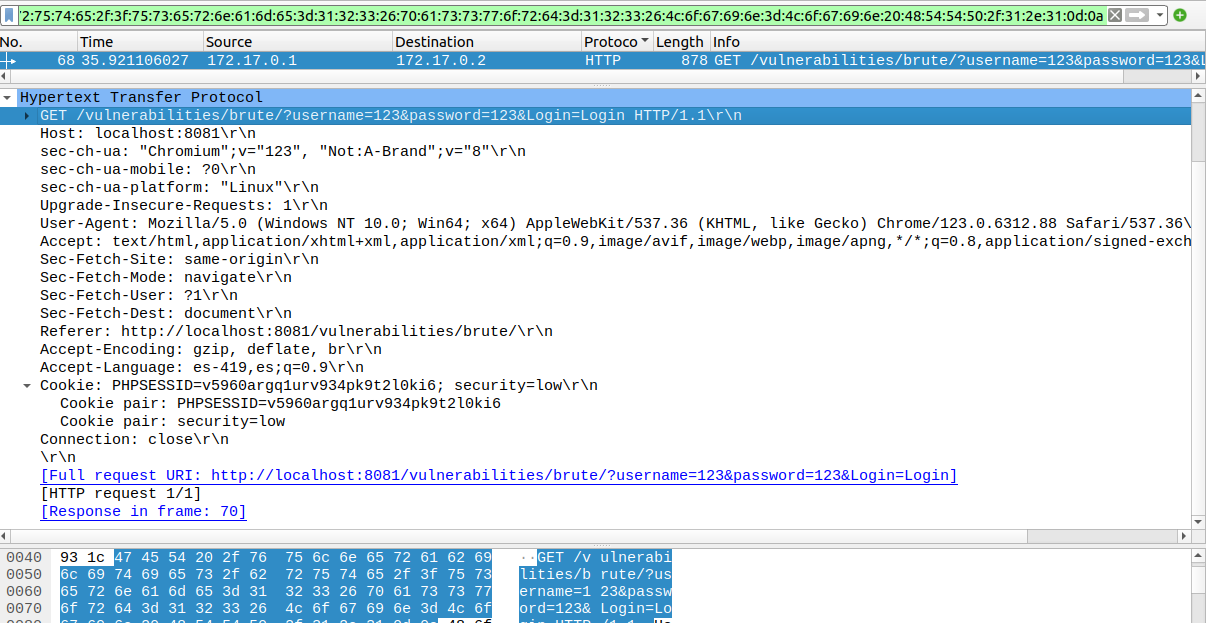 '2:75:74:65:2f:3f:75:73:65:72:6e:61:6d:65:3d:31:32:33:26:70:61:73:73:77:6f:72:64:3d:31:32:33:26:4c:6f:67:69:6e:3d:4c:6f:67:69:6e:20:48:54:54:50:2f:31:2e:31:0d:0a
No. Time Source Destination Protoco Length Info
68 35.921106027 172.17.0.1 172.17.0.2 HTTP 878 GET /vulnerabilities/brute/?username=123&password=123&L
Hypertext Transfer Protocol
GET /vulnerabilities/brute/?username=123&password=123&Login=Login HTTP/1.1\r\n
Host: localhost:8081\r\n
sec-ch-ua: "Chromium";v="123", "Not:A-Brand";v="8"\r\n
sec-ch-ua-mobile: ?0\r\n
sec-ch-ua-platform: "Linux"\r\n
Upgrade-Insecure-Requests: 1\r\n
User-Agent: Mozilla/5.0 (Windows NT 10.0; Win64; x64) AppleWebKit/537.36 (KHTML, like Gecko) Chrome/123.0.6312.88 Safari/537.36\
Accept: text/html,application/xhtml+xml,application/xml;q=0.9,image/avif,image/webp,image/apng,*/*;q=0.8,application/signed-exch
Sec-Fetch-Site: same-origin\r\n
Sec-Fetch-Mode: navigate\r\n
Sec-Fetch-User: ?1\r\n
Sec-Fetch-Dest: document\r\n
Referer: http://localhost:8081/vulnerabilities/brute/\r\n
Accept-Encoding: gzip, deflate, br\r\n
Accept-Language: es-419,es;q=0.9\r\n
Cookie: PHPSESSID=v5960argq1urv934pk9t2l0ki6; security=low\r\n
Cookie pair: PHPSESSID=v5960argq1urv934pk9t2l0ki6
Cookie pair: security=low
Connection: close\r\n
\r\n
[Full request URI: http://localhost:8081/vulnerabilities/brute/?username=123&password=123&Login=Login]
[HTTP request 1/1]
[Response in frame: 70]
0040 93 1c 47 45 54 20 2f 76 75 6c 6e 65 72 61 62 69 ··GET /v ulnerabi
0050 6c 69 74 69 65 73 2f 62 72 75 74 65 2f 3f 75 73 lities/b rute/?us
0060 65 72 6e 61 6d 65 3d 31 32 33 26 70 61 73 73 77 ername=1 23&passw
0070 6f 72 64 3d 31 32 33 26 4c 6f 67 69 6e 3d 4c 6f ord=123& Login=Lo